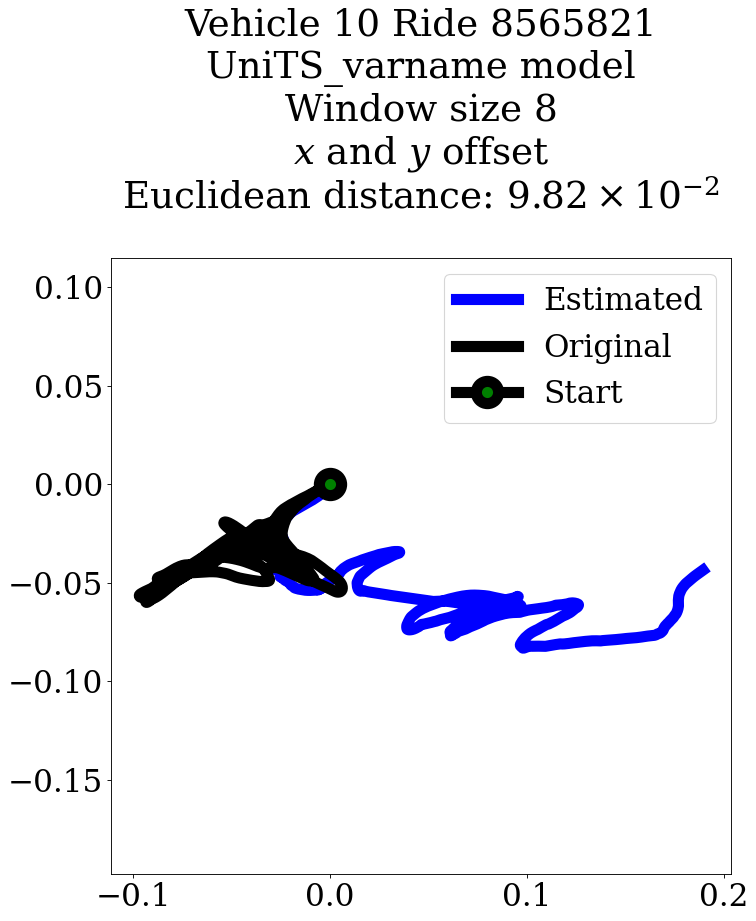 Vehicle 10 Ride 8565821
UniTS_varname model
Window size 8
x and y offset
Euclidean distance: 9.82 × 10⁻²
Estimated
Original
Start
0.10
0.05
0.00
−0.05
−0.10
−0.15
−0.1 0.0 0.1 0.2